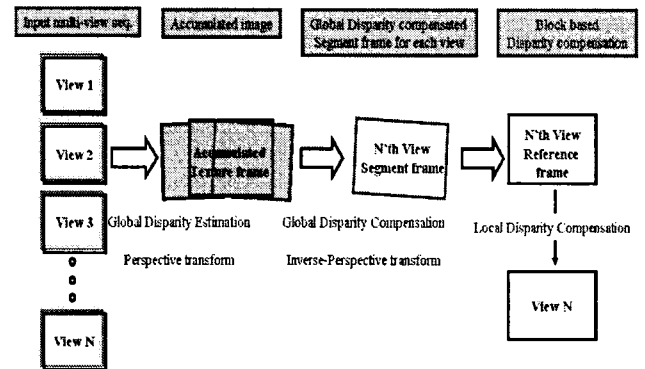 Input multi-view seq.
Accumulated image
Global Disparity compensated
Segment frame for each view
Block based
Disparity compensation
View 1
View 2
View 3
View N
Accumulated
Texture frame
N'th View
Segment frame
N'th View
Reference
frame
Global Disparity Estimation
Perspective transform
Global Disparity Compensation
Inverse-Perspective transform
Local Disparity Compensation
View N